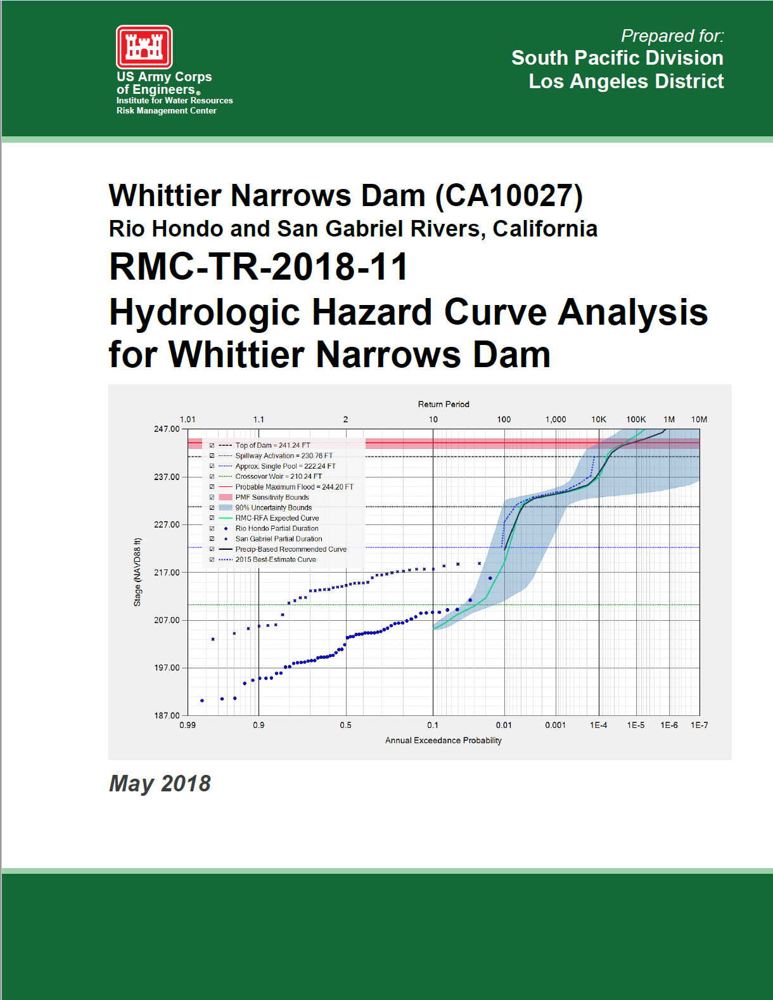 US Army Corps
of Engineers®
Institute for Water Resources
Risk Management Center
Prepared for:
South Pacific Division
Los Angeles District
Whittier Narrows Dam (CA10027)
Rio Hondo and San Gabriel Rivers, California
RMC-TR-2018-11
Hydrologic Hazard Curve Analysis
for Whittier Narrows Dam
Return Period
1.01 1.1 2 10 100 1,000 10K 100K 1M 10M
247.00
237.00
227.00
217.00
207.00
197.00
187.00
Stage (NAVD88 ft)
Top of Dam = 241.24 FT
Spillway Activation = 230.76 FT
Approx. Single Pool = 222.24 FT
Crossover Weir = 210.24 FT
Probable Maximum Flood = 244.20 FT
PMF Sensitivity Bounds
90% Uncertainty Bounds
RMC-RFA Expected Curve
Rio Hondo Partial Duration
San Gabriel Partial Duration
Precip-Based Recommended Curve
2015 Best-Estimate Curve
0.99 0.9 0.5 0.1 0.01 0.001 1E-4 1E-5 1E-6 1E-7
Annual Exceedance Probability
May 2018